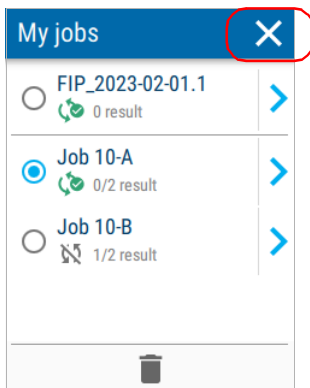 My jobs
FIP_2023-02-01.1
0 result
Job 10-A
0/2 result
Job 10-B
1/2 result